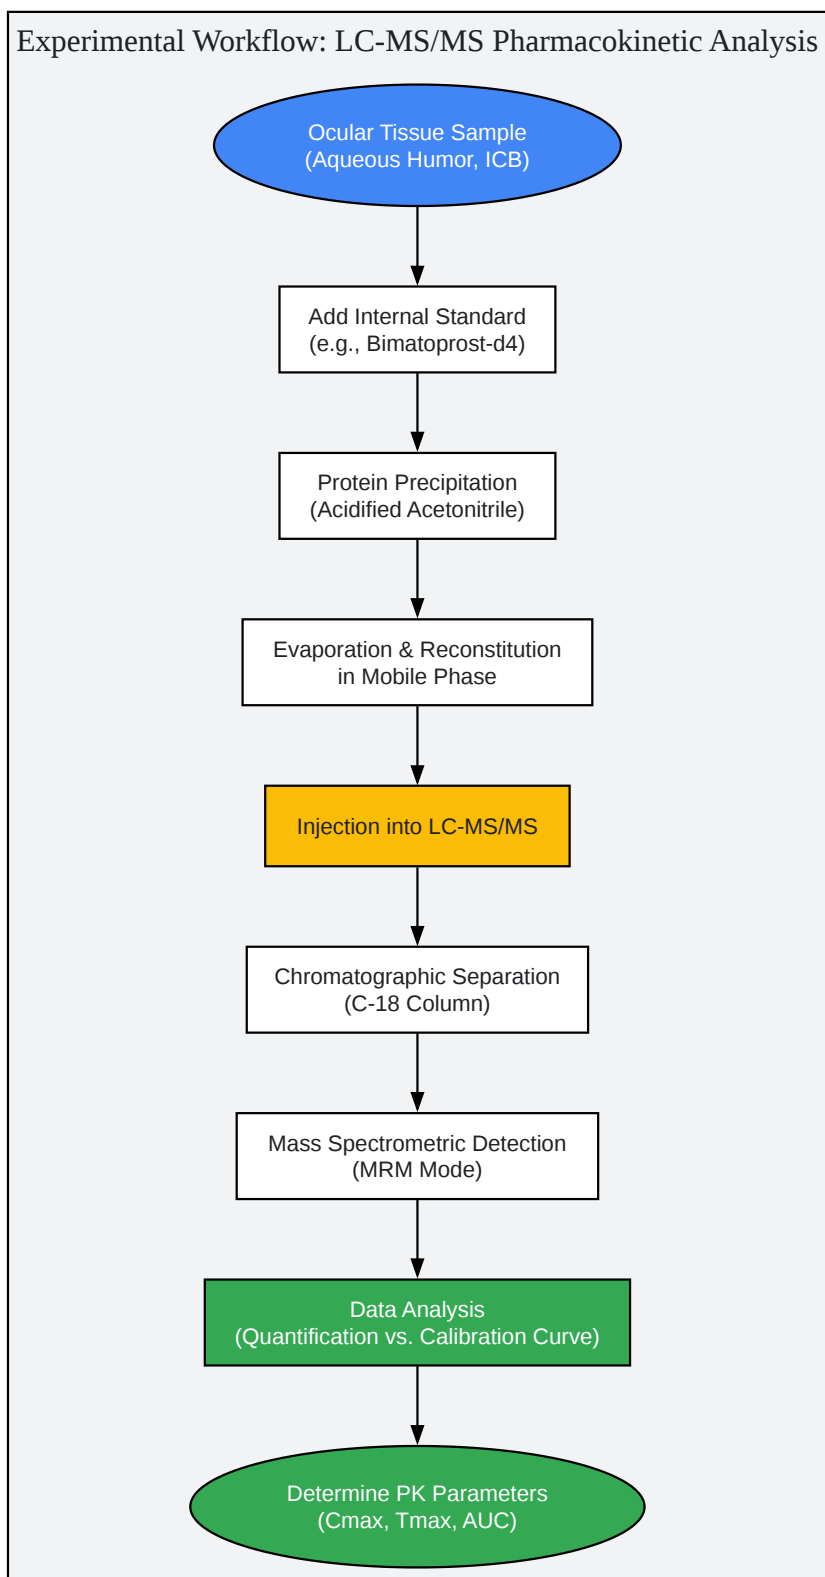 Experimental Workflow: LC-MS/MS Pharmacokinetic Analysis
Ocular Tissue Sample
(Aqueous Humor, ICB)
Add Internal Standard
(e.g., Bimatoprost-d4)
Protein Precipitation
(Acidified Acetonitrile)
Evaporation & Reconstitution
in Mobile Phase
Injection into LC-MS/MS
Chromatographic Separation
(C-18 Column)
Mass Spectrometric Detection
(MRM Mode)
Data Analysis
(Quantification vs. Calibration Curve)
Determine PK Parameters
(Cmax, Tmax, AUC)